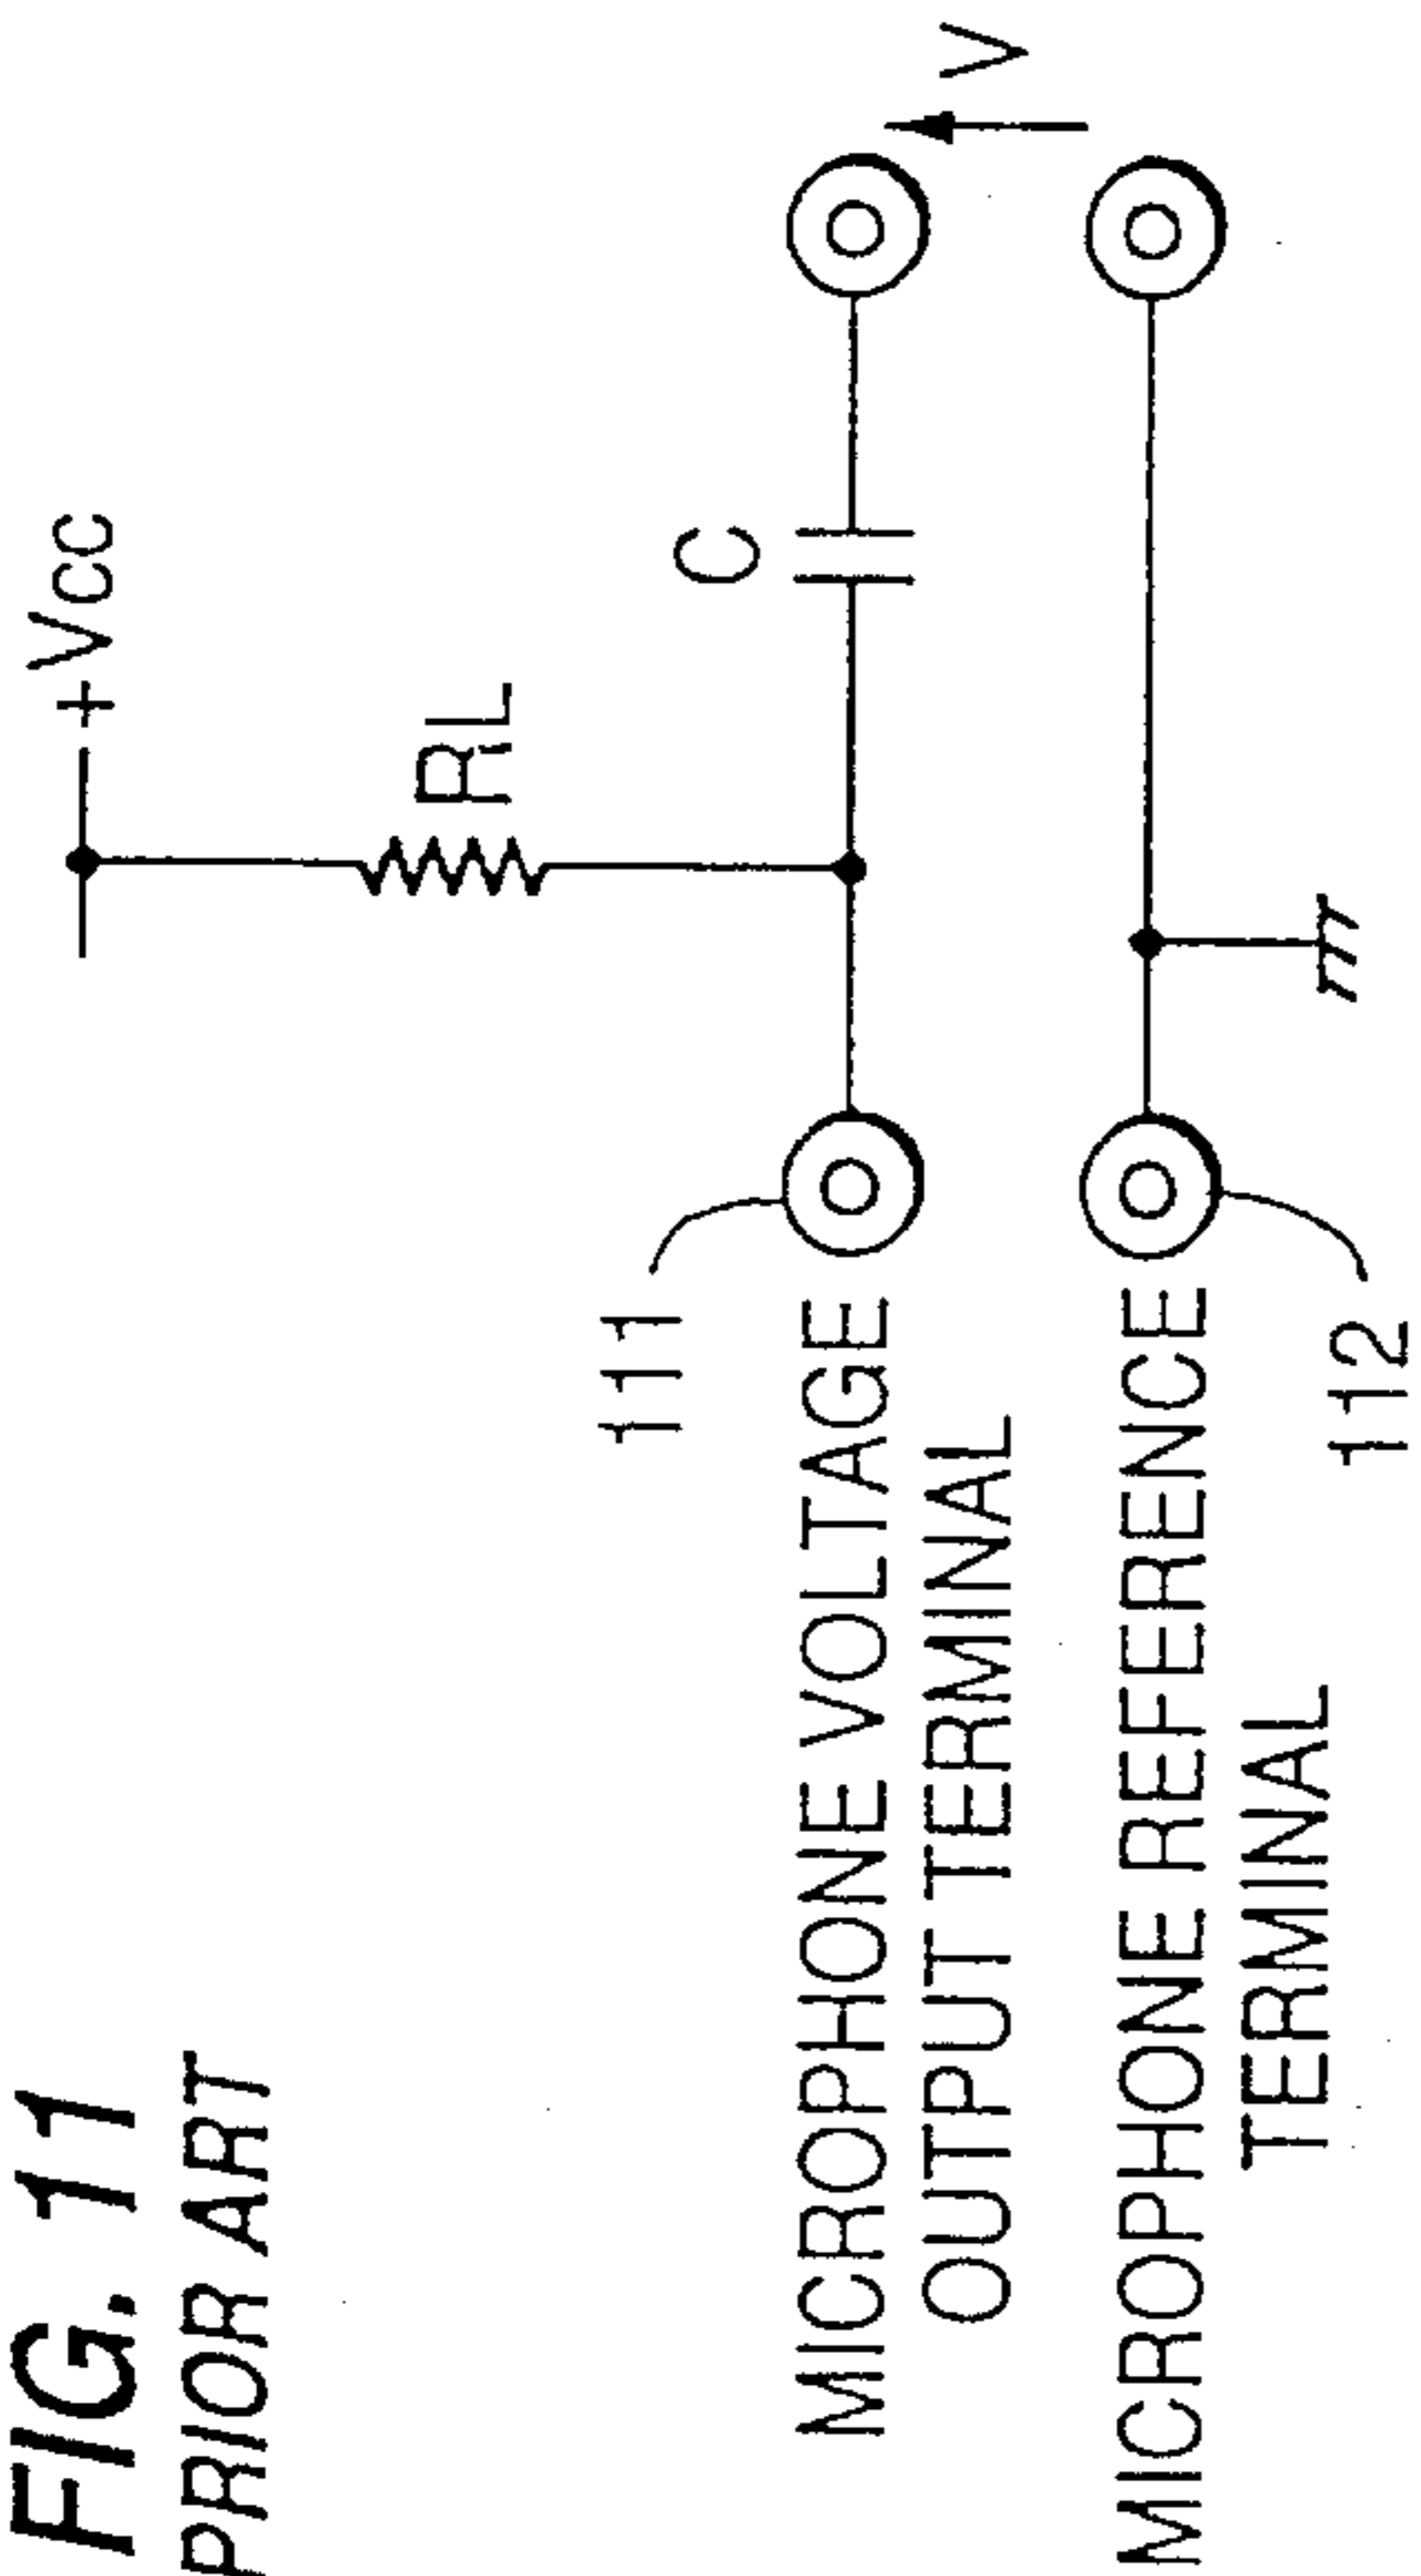 FIG. 11
PRIOR ART
+VCC
RL
C
V
111
MICROPHONE VOLTAGE
OUTPUT TERMINAL
MICROPHONE REFERENCE
TERMINAL
112